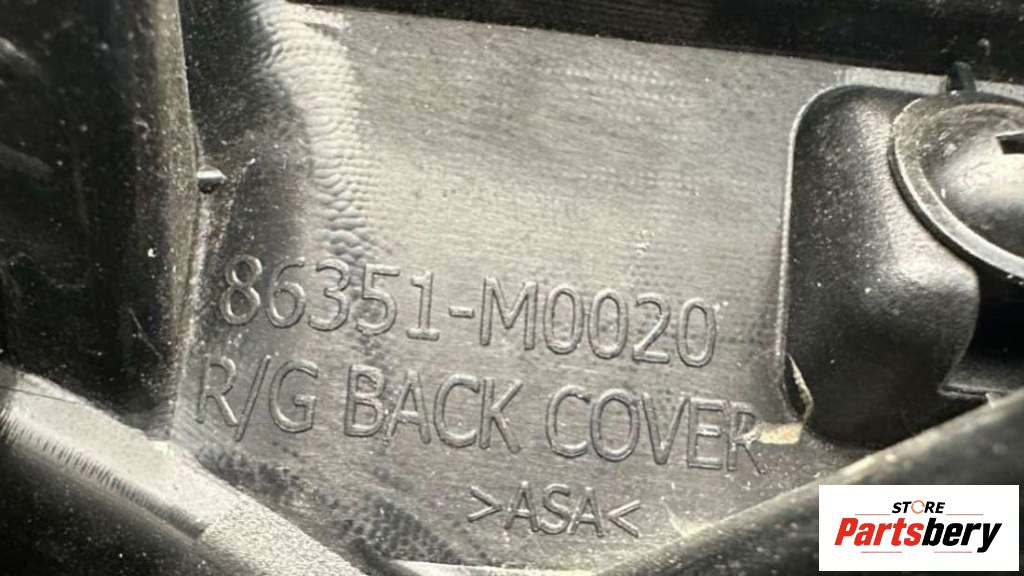 86351-M0020
R/G BACK COVER
>ASA<
STORE
Partsbery